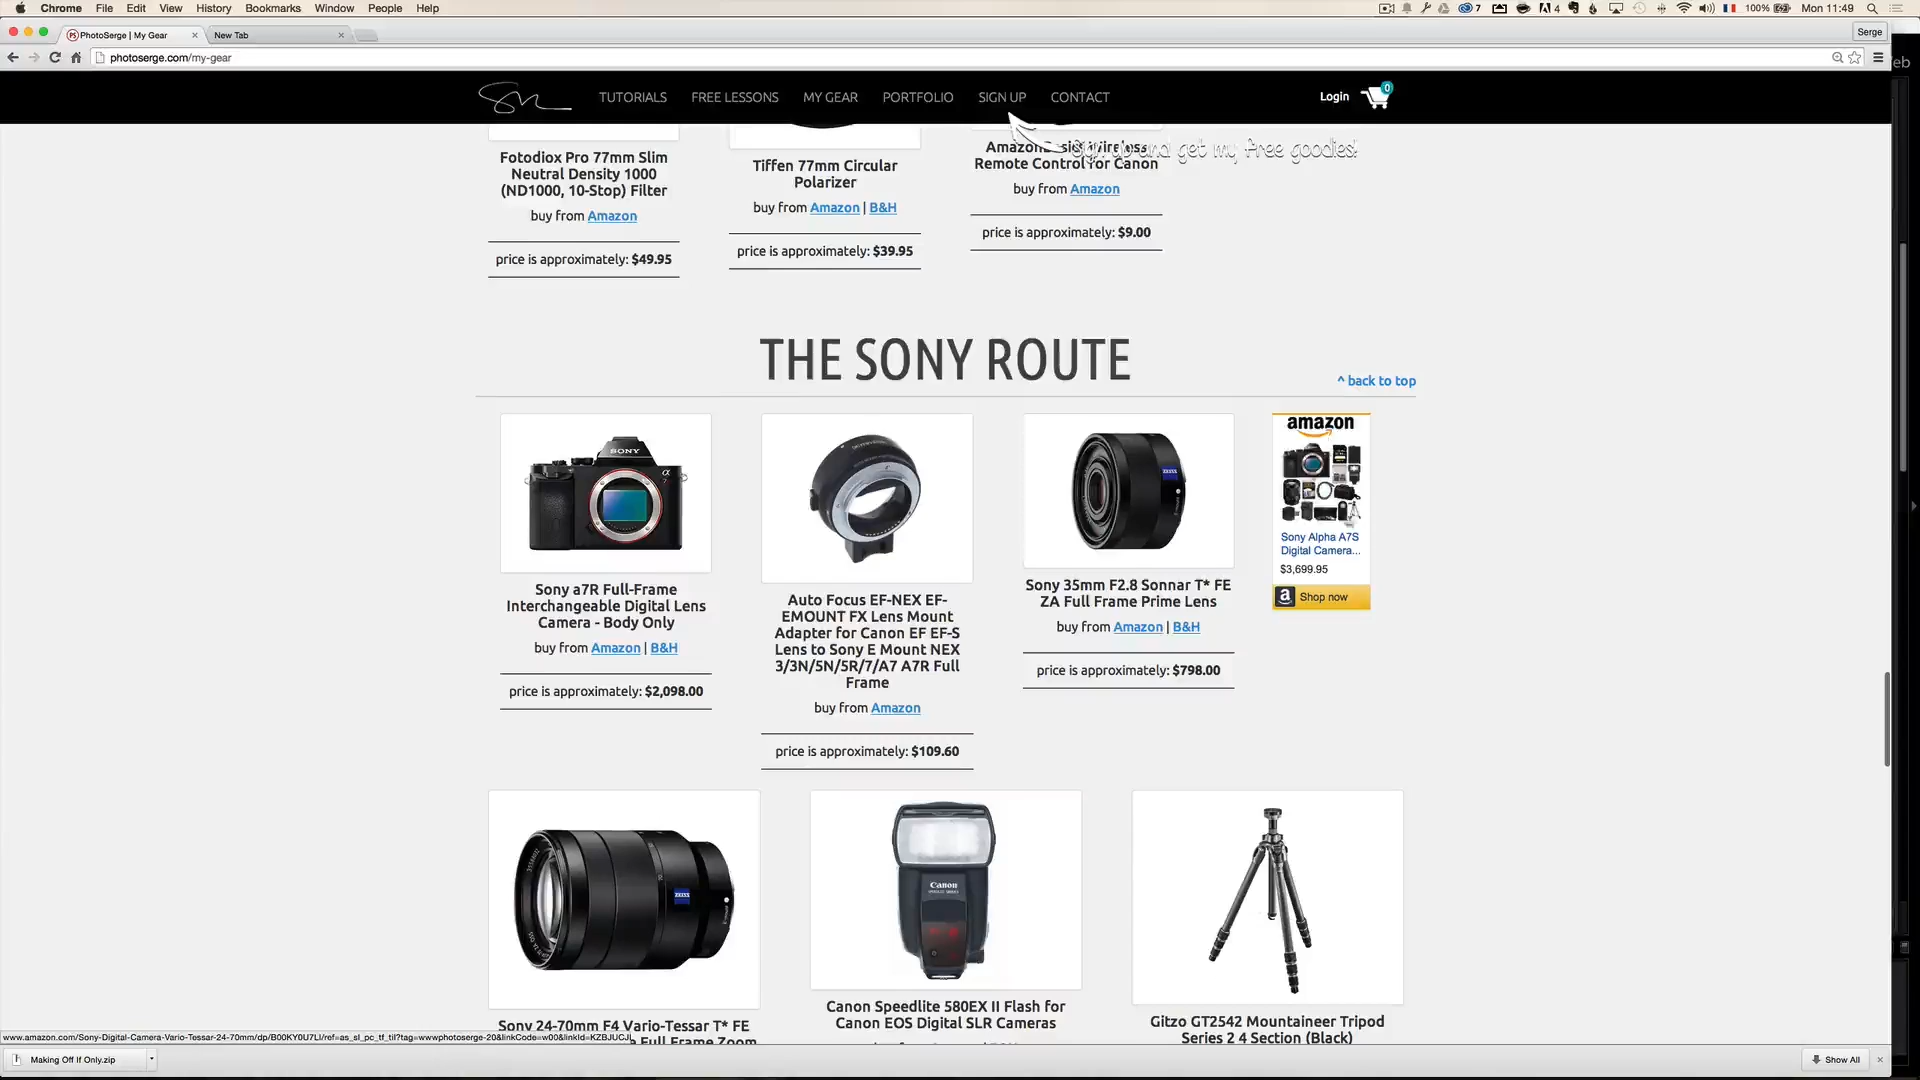 Chrome File Edit View History Bookmarks Window People Help
7 4 100% Mon 11:49
PhotoSerge | My Gear New Tab Serge
photoserge.com/my-gear
TUTORIALS FREE LESSONS MY GEAR PORTFOLIO SIGN UP CONTACT Login 0
Sign up and get my free goodies!
Fotodiox Pro 77mm Slim
Neutral Density 1000
(ND1000, 10-Stop) Filter
buy from Amazon
price is approximately: $49.95
Tiffen 77mm Circular
Polarizer
buy from Amazon | B&H
price is approximately: $39.95
Wireless
Remote Control for Canon
buy from Amazon
price is approximately: $9.00
THE SONY ROUTE
^ back to top
SONY
Sony a7R Full-Frame
Interchangeable Digital Lens
Camera - Body Only
buy from Amazon | B&H
price is approximately: $2,098.00
Auto Focus EF-NEX EF-
EMOUNT FX Lens Mount
Adapter for Canon EF EF-S
Lens to Sony E Mount NEX
3/3N/5N/5R/7/A7 A7R Full
Frame
buy from Amazon
price is approximately: $109.60
ZEISS
Sony 35mm F2.8 Sonnar T* FE
ZA Full Frame Prime Lens
buy from Amazon | B&H
price is approximately: $798.00
amazon
Sony Alpha A7S
Digital Camera...
$3,699.95
a Shop now
ZEISS
Sony 24-70mm F4 Vario-Tessar T* FE
Full Frame Zoom
Canon
Canon Speedlite 580EX II Flash for
Canon EOS Digital SLR Cameras
Gitzo GT2542 Mountaineer Tripod
Series 2 4 Section (Black)
www.amazon.com/Sony-Digital-Camera-Vario-Tessar-24-70mm/dp/B00KY0U7LI/ref=as_sl_pc_tf_til?tag=wwwphotoserge-20&linkCode=w00&linkId=KZBJUCJ
Making Off If Only.zip
Show All